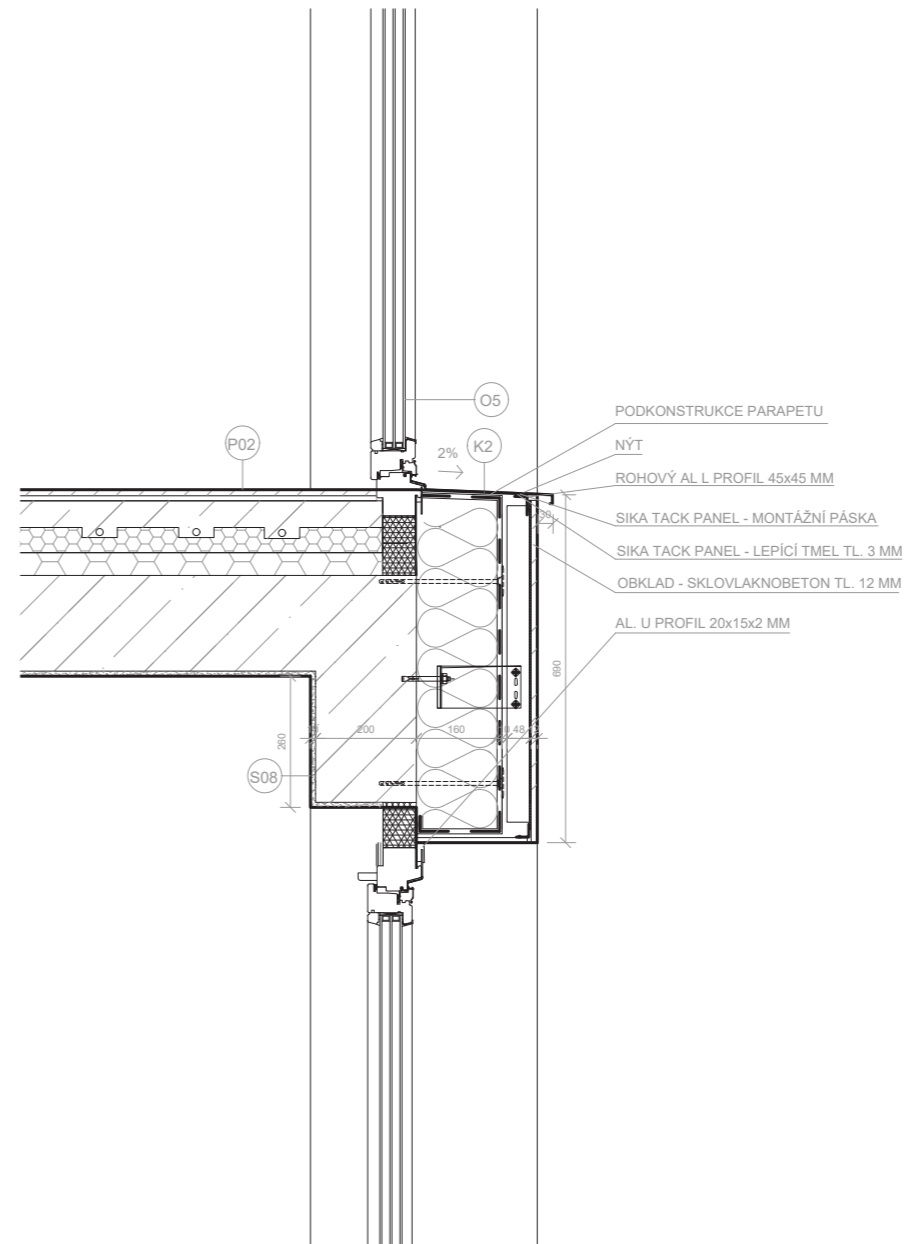 O5
PODKONSTRUKCE PARAPETU
P02
2%
K2
NÝT
ROHOVÝ AL L PROFIL 45x45 MM
SIKA TACK PANEL - MONTÁŽNÍ PÁSKA
SIKA TACK PANEL - LEPÍCÍ TMEL TL. 3 MM
OBKLAD - SKLOVLAKNOBETON TL. 12 MM
AL. U PROFIL 20x15x2 MM
690
200
160
48
260
S08